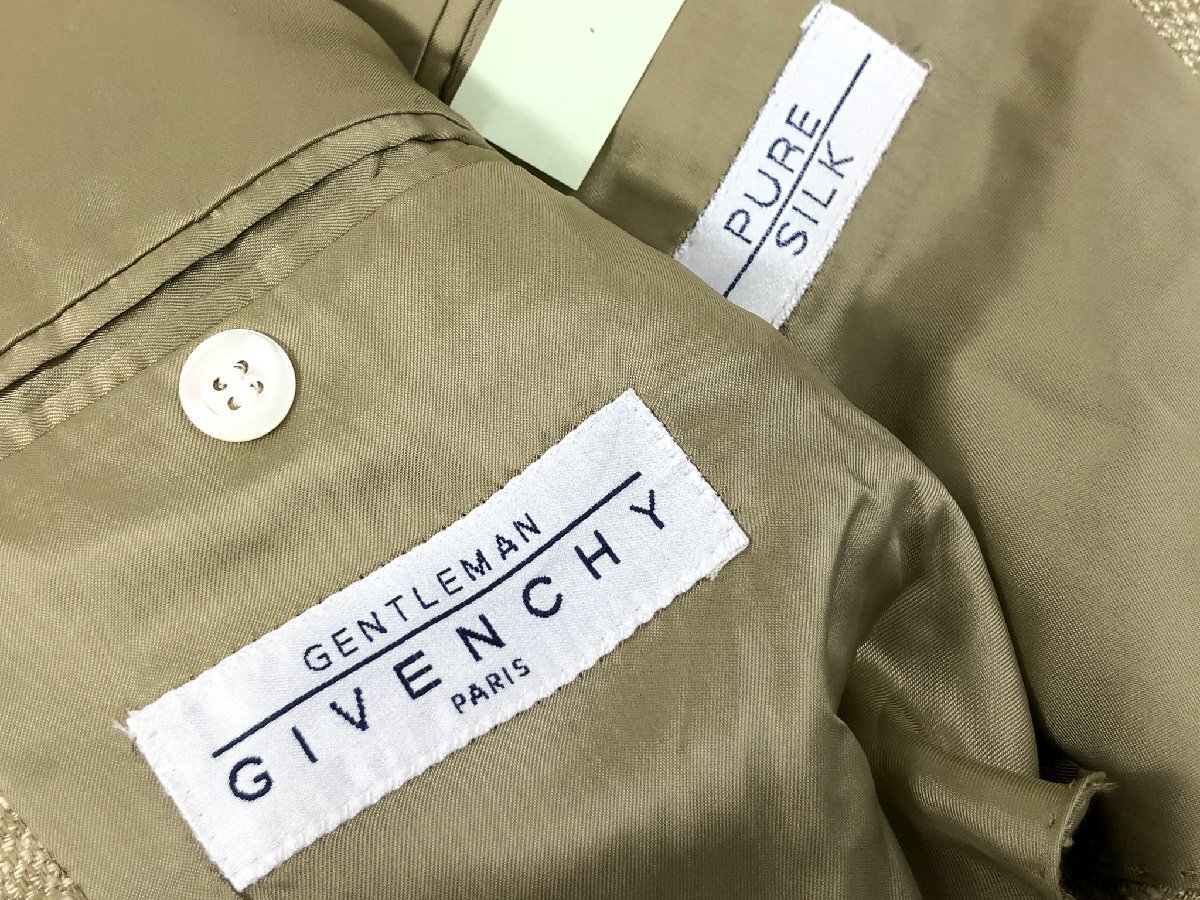 PURE
SILK
GENTLEMAN
GIVENCHY
PARIS